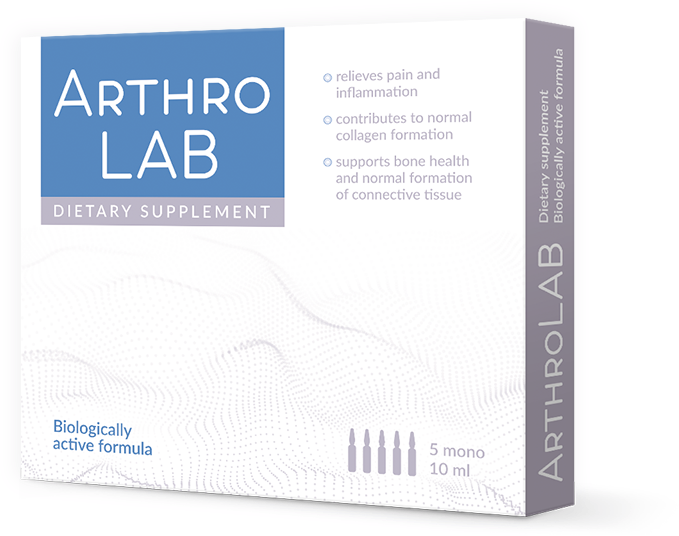 ARTHRO
LAB
DIETARY SUPPLEMENT
relieves pain and
inflammation
contributes to normal
collagen formation
supports bone health
and normal formation
of connective tissue
Biologically
active formula
5 mono
10 ml
ARTHROLAB
Dietary supplement
Biologically active formula